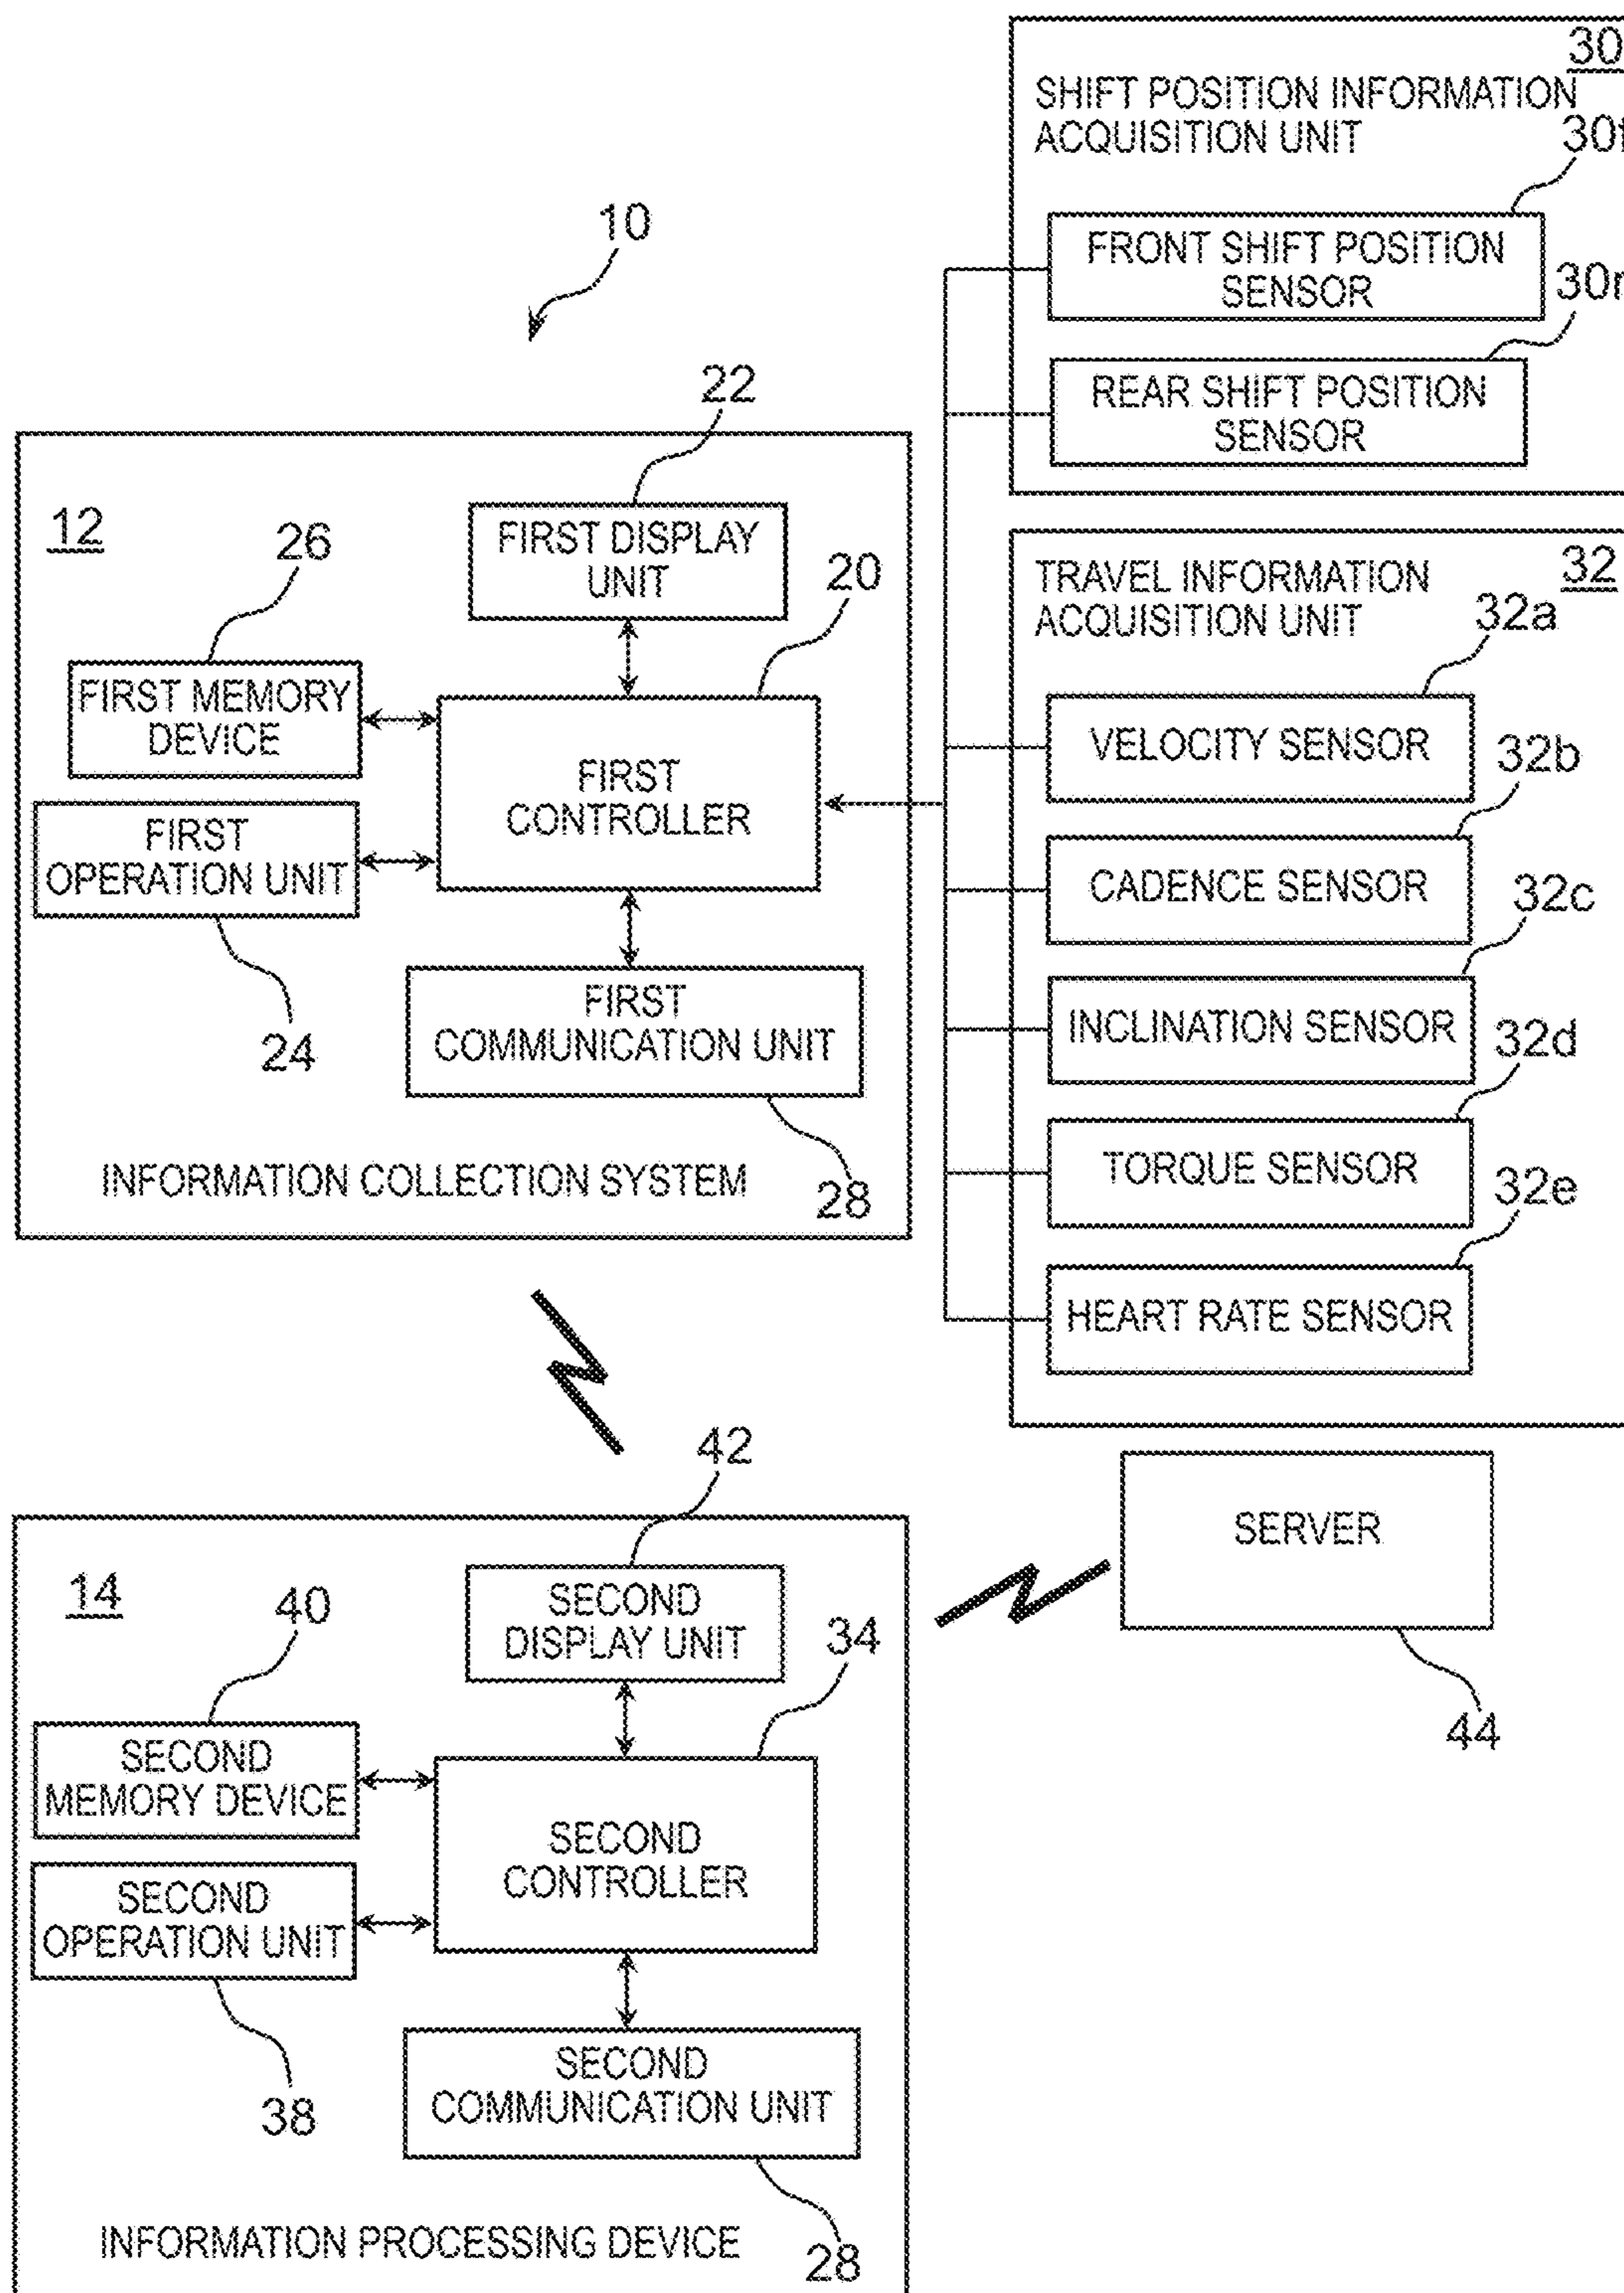 10
30
SHIFT POSITION INFORMATION
ACQUISITION UNIT
30f
FRONT SHIFT POSITION
SENSOR
30r
REAR SHIFT POSITION
SENSOR
12
22
FIRST DISPLAY
UNIT
26
FIRST MEMORY
DEVICE
20
FIRST
CONTROLLER
FIRST
OPERATION UNIT
24
FIRST
COMMUNICATION UNIT
28
INFORMATION COLLECTION SYSTEM
32
TRAVEL INFORMATION
ACQUISITION UNIT
32a
VELOCITY SENSOR
32b
CADENCE SENSOR
32c
INCLINATION SENSOR
32d
TORQUE SENSOR
32e
HEART RATE SENSOR
SERVER
44
14
42
SECOND
DISPLAY UNIT
40
SECOND
MEMORY DEVICE
34
SECOND
CONTROLLER
SECOND
OPERATION UNIT
38
SECOND
COMMUNICATION UNIT
28
INFORMATION PROCESSING DEVICE